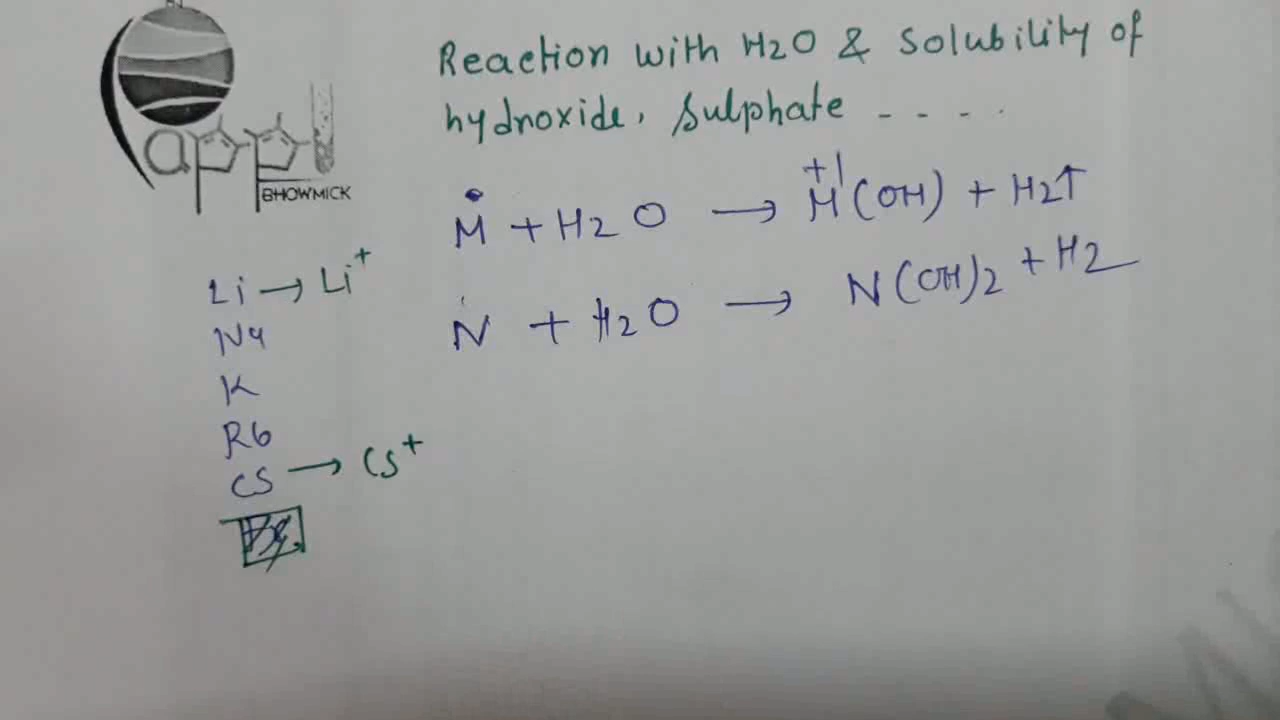 Reaction with H2O & Solubility of
hydroxide, Sulphate - - - -
BHOWMICK
M + H2O → +1 M(OH) + H2↑
N + H2O → N(OH)2 + H2
Li → Li+
Na
K
Rb
Cs → Cs+